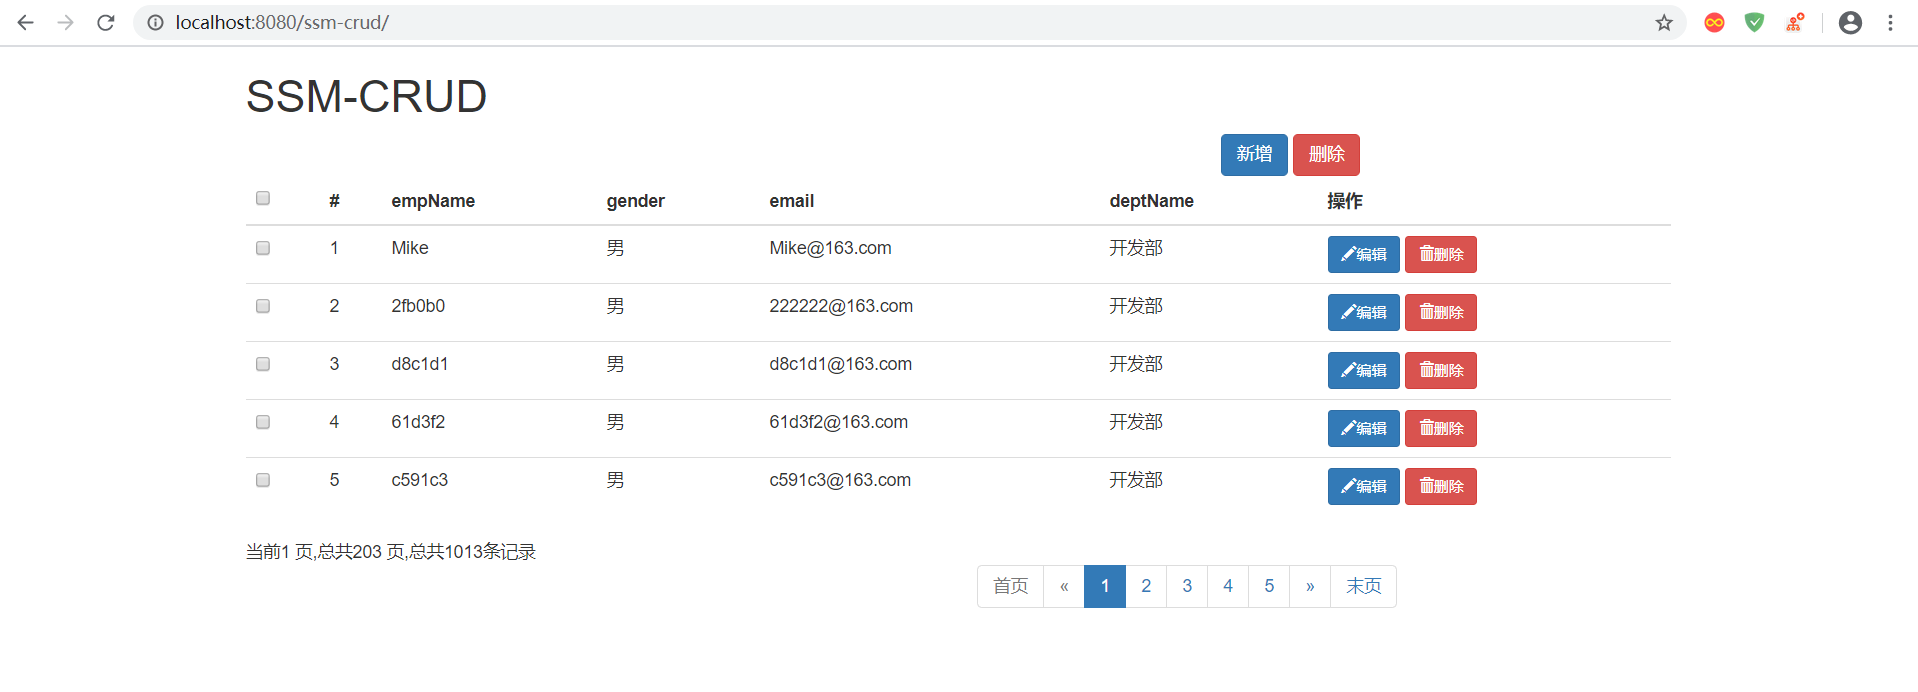 localhost:8080/ssm-crud/
SSM-CRUD
新增 删除
# empName gender email deptName 操作
1 Mike 男 Mike@163.com 开发部 编辑 删除
2 2fb0b0 男 222222@163.com 开发部 编辑 删除
3 d8c1d1 男 d8c1d1@163.com 开发部 编辑 删除
4 61d3f2 男 61d3f2@163.com 开发部 编辑 删除
5 c591c3 男 c591c3@163.com 开发部 编辑 删除
当前1 页,总共203 页,总共1013条记录
首页 « 1 2 3 4 5 » 末页